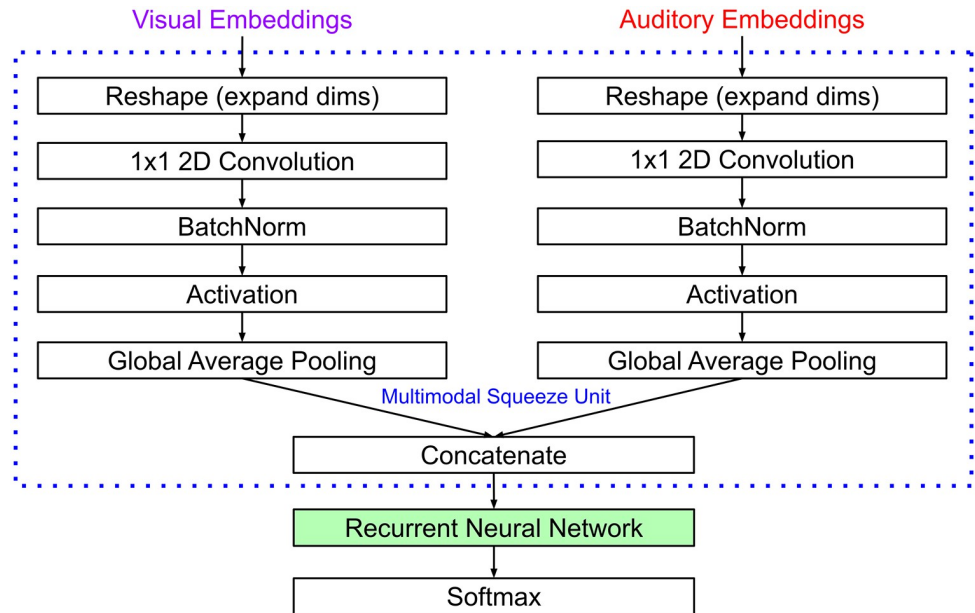 Visual Embeddings
Auditory Embeddings
Reshape (expand dims)
Reshape (expand dims)
1x1 2D Convolution
1x1 2D Convolution
BatchNorm
BatchNorm
Activation
Activation
Global Average Pooling
Global Average Pooling
Multimodal Squeeze Unit
Concatenate
Recurrent Neural Network
Softmax